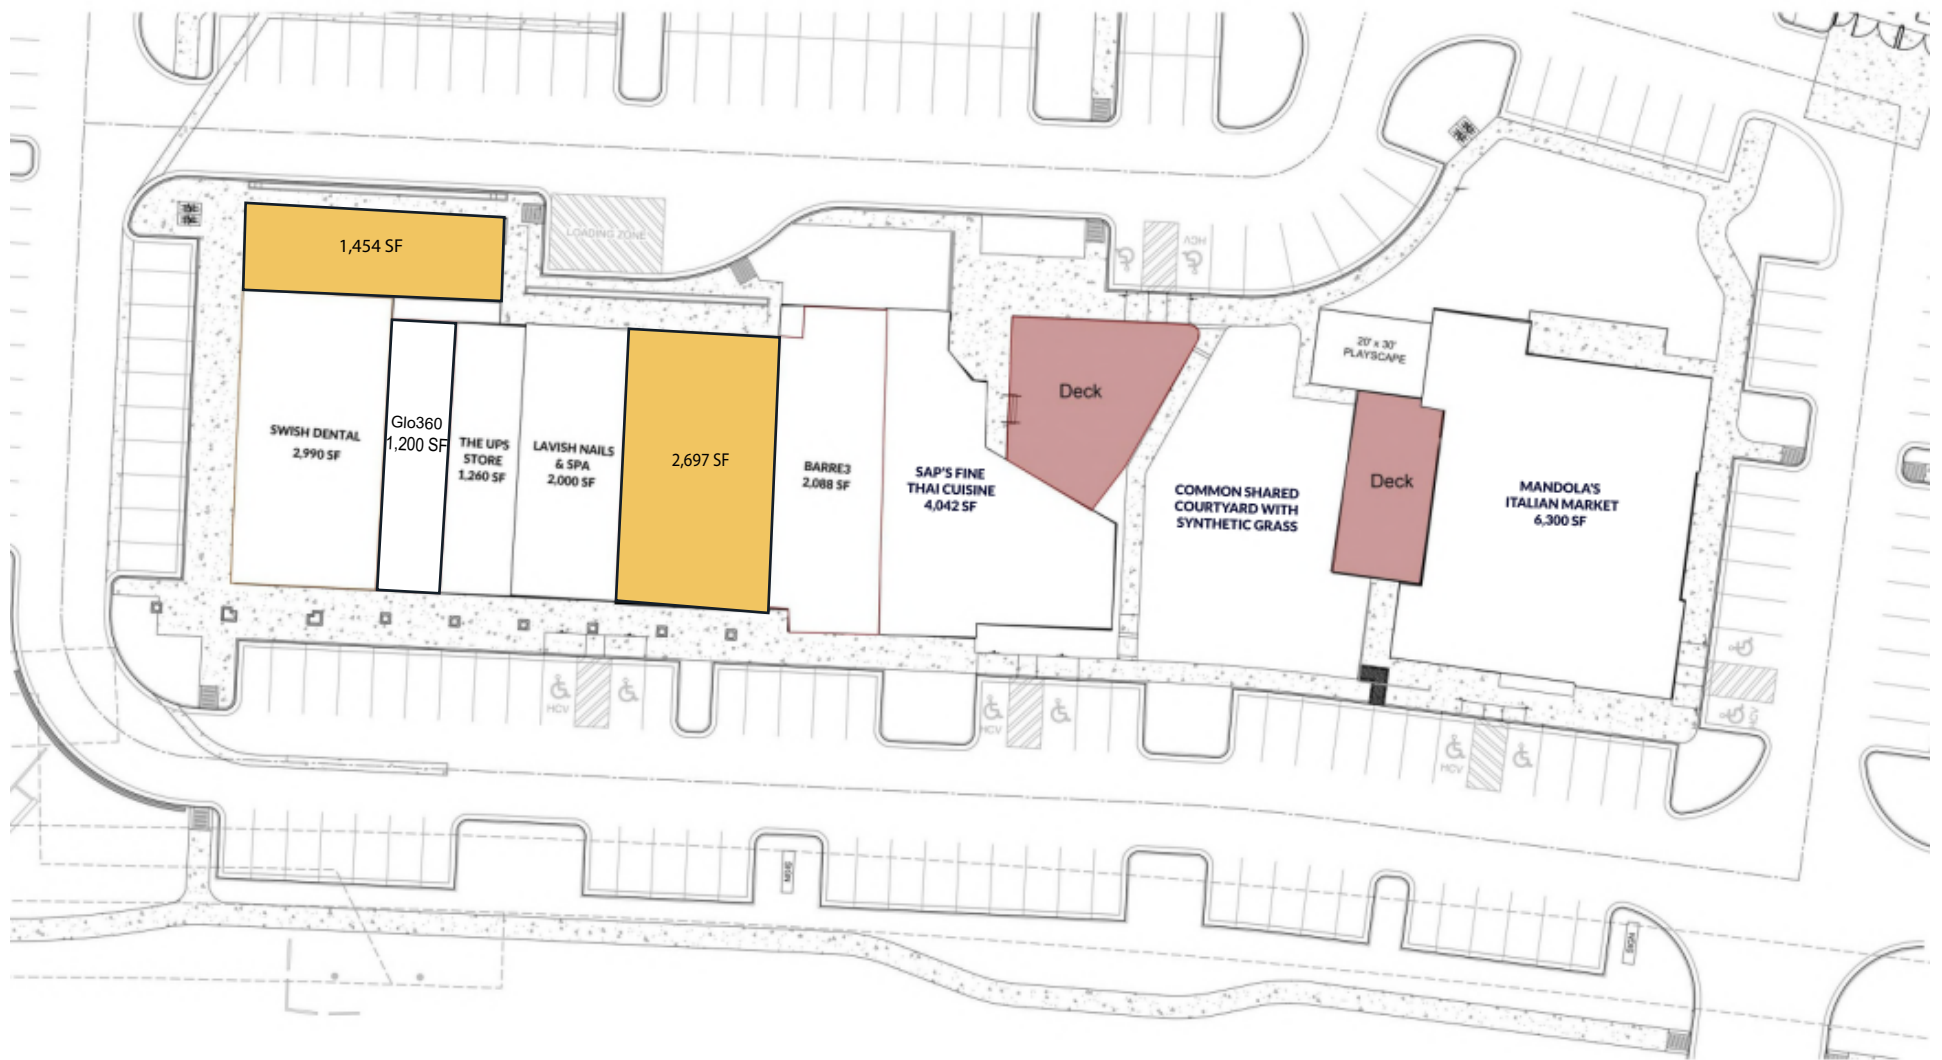 LOADING ZONE
HCV
1,454 SF
20' x 30'
PLAYSCAPE
Deck
Glo360
1,200 SF
SWISH DENTAL
2,990 SF
THE UPS
STORE
1,260 SF
LAVISH NAILS
& SPA
2,000 SF
2,697 SF
BARRE3
2,088 SF
SAP'S FINE
THAI CUISINE
4,042 SF
COMMON SHARED
COURTYARD WITH
SYNTHETIC GRASS
Deck
MANDOLA'S
ITALIAN MARKET
6,300 SF
HCV
HCV
HCV
HCV
SIGN
SIGN